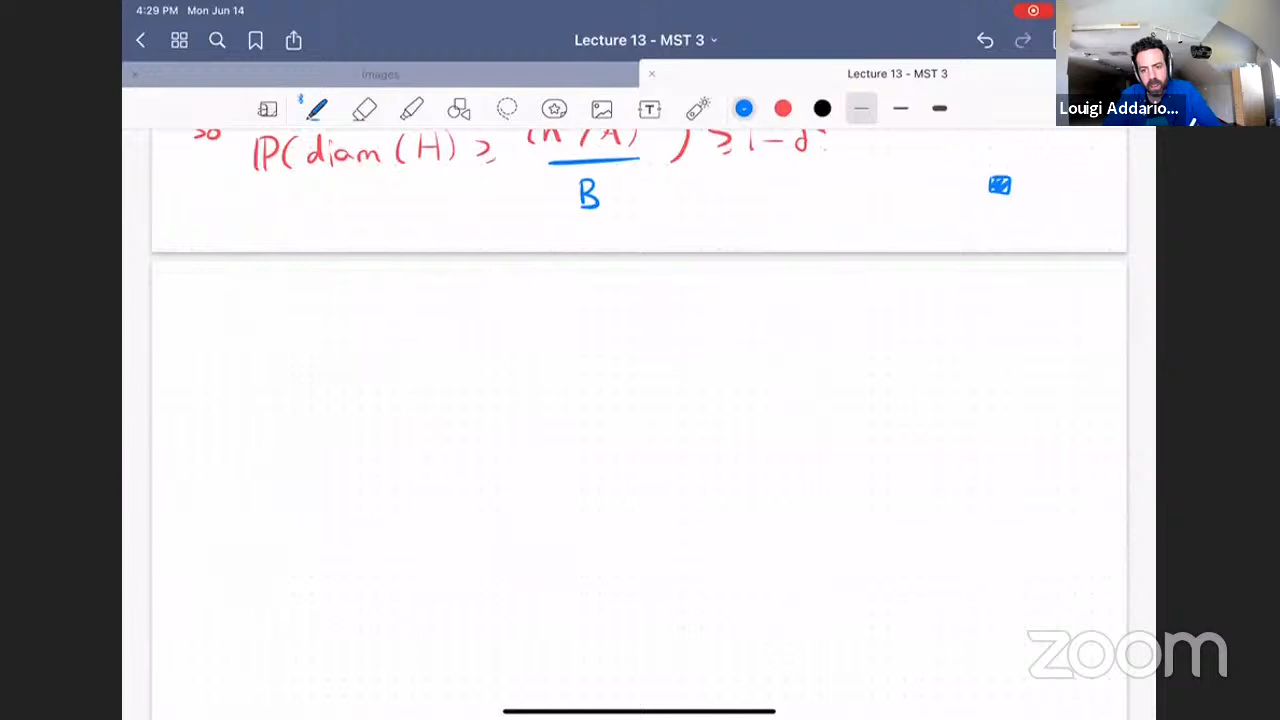 4:29 PM Mon Jun 14
Lecture 13 - MST 3
Images
Lecture 13 - MST 3
Louigi Addario...
so
P( diam (H) ≥ ) ≥ 1 - δ
B
zoom